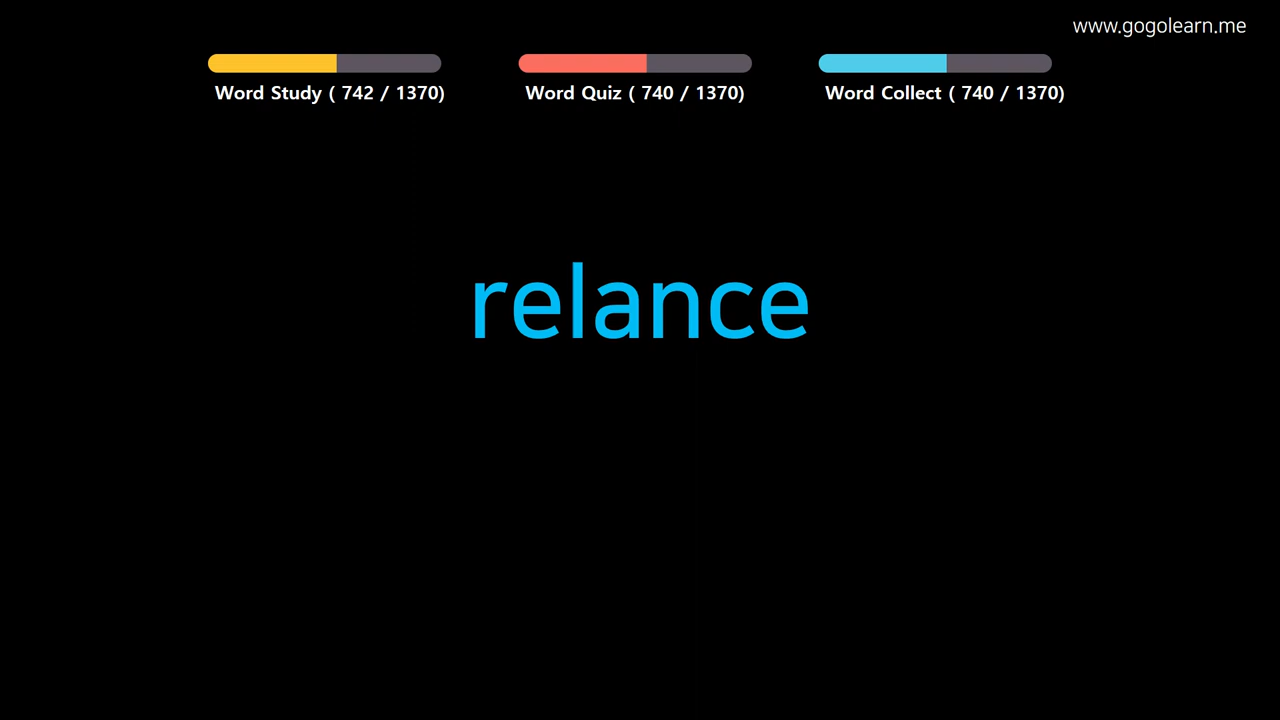 www.gogolearn.me
Word Study ( 742 / 1370)
Word Quiz ( 740 / 1370)
Word Collect ( 740 / 1370)
relance